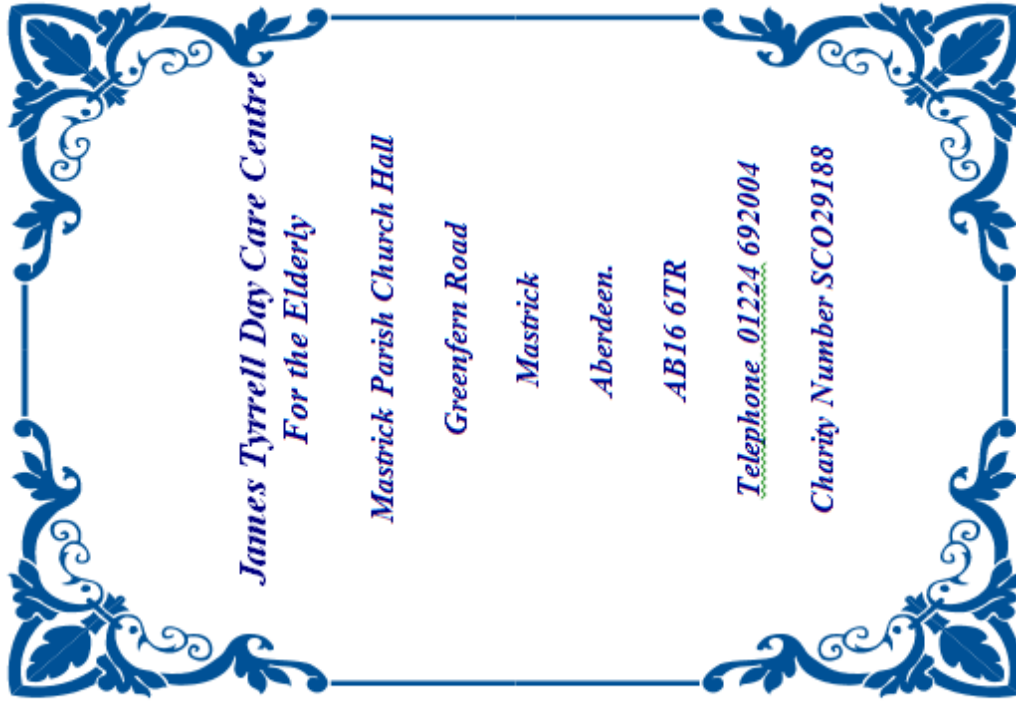 James Tyrrell Day Care Centre
For the Elderly
Mastrick Parish Church Hall
Greenfern Road
Mastrick
Aberdeen.
AB16 6TR
Telephone  01224 692004
Charity Number SCO29188